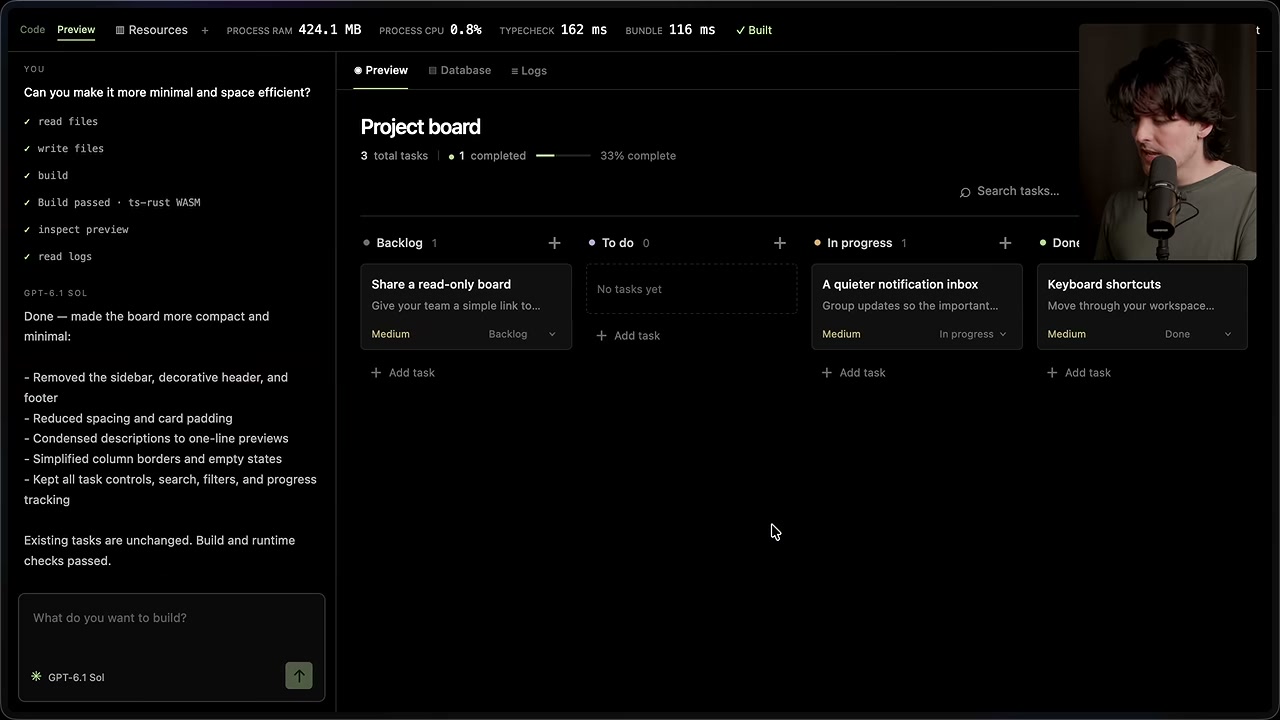 Code Preview Resources + PROCESS RAM 424.1 MB PROCESS CPU 0.8% TYPECHECK 162 ms BUNDLE 116 ms ✓ Built
YOU
Can you make it more minimal and space efficient?
✓ read files
✓ write files
✓ build
✓ Build passed · ts-rust WASM
✓ inspect preview
✓ read logs
GPT-6.1 SOL
Done — made the board more compact and
minimal:
- Removed the sidebar, decorative header, and
footer
- Reduced spacing and card padding
- Condensed descriptions to one-line previews
- Simplified column borders and empty states
- Kept all task controls, search, filters, and progress
tracking
Existing tasks are unchanged. Build and runtime
checks passed.
What do you want to build?
GPT-6.1 Sol
Preview Database Logs
Project board
3 total tasks 1 completed 33% complete
Search tasks...
Backlog 1
Share a read-only board
Give your team a simple link to...
Medium Backlog
+ Add task
To do 0
No tasks yet
+ Add task
In progress 1
A quieter notification inbox
Group updates so the important...
Medium In progress
+ Add task
Done
Keyboard shortcuts
Move through your workspace...
Medium Done
+ Add task